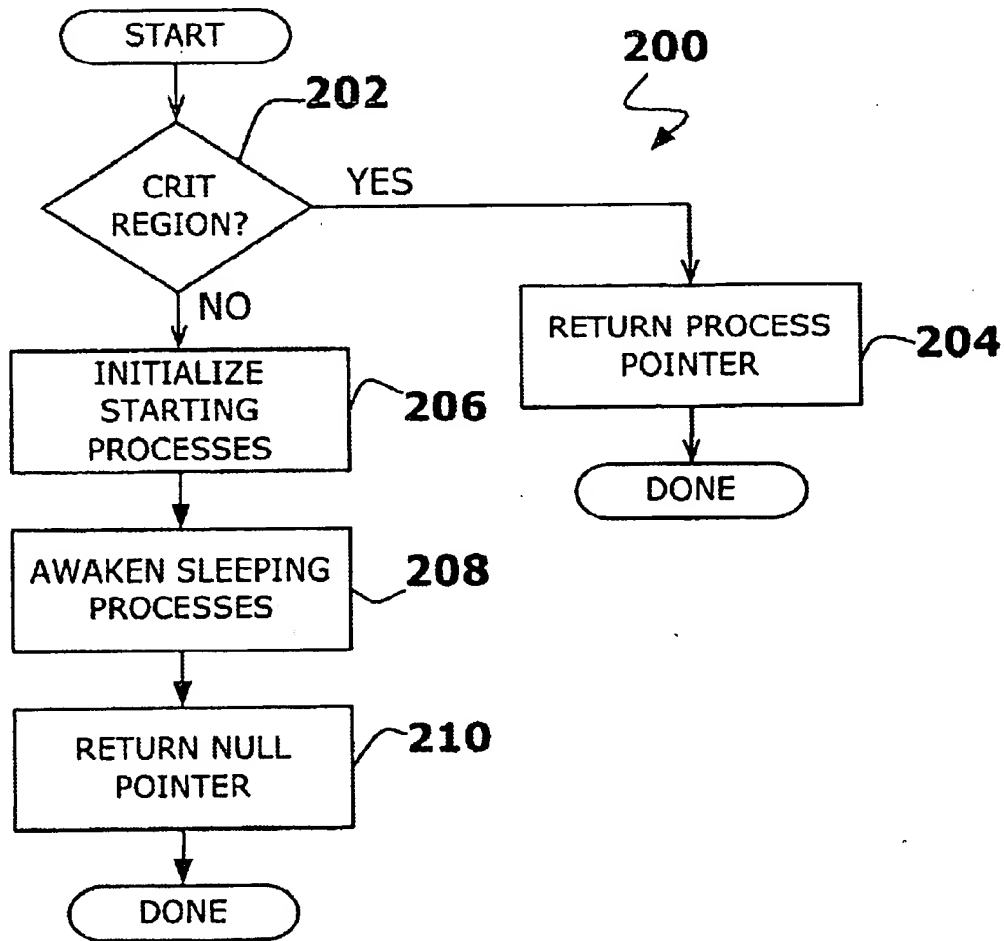 START
200
202
CRIT
REGION?
YES
NO
RETURN PROCESS
POINTER
204
INITIALIZE
STARTING
PROCESSES
206
DONE
AWAKEN SLEEPING
PROCESSES
208
RETURN NULL
POINTER
210
DONE